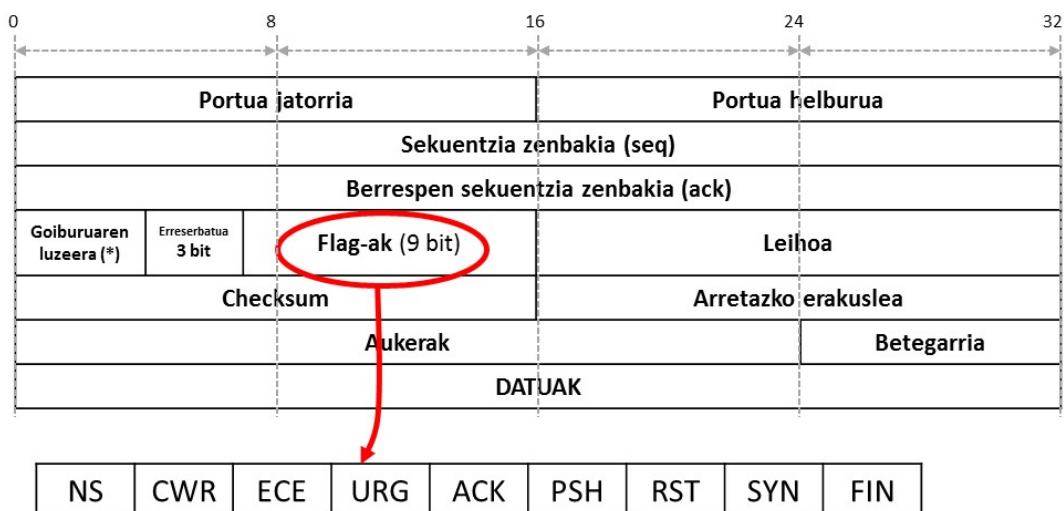 0 8 16 24 32
Portua jatorria Portua helburua
Sekuentzia zenbakia (seq)
Berrespen sekuentzia zenbakia (ack)
Goiburuaren luzeera (*) Erreserbatua 3 bit Flag-ak (9 bit) Leihoa
Checksum Arretazko erakuslea
Aukerak Betegarria
DATUAK
NS CWR ECE URG ACK PSH RST SYN FIN